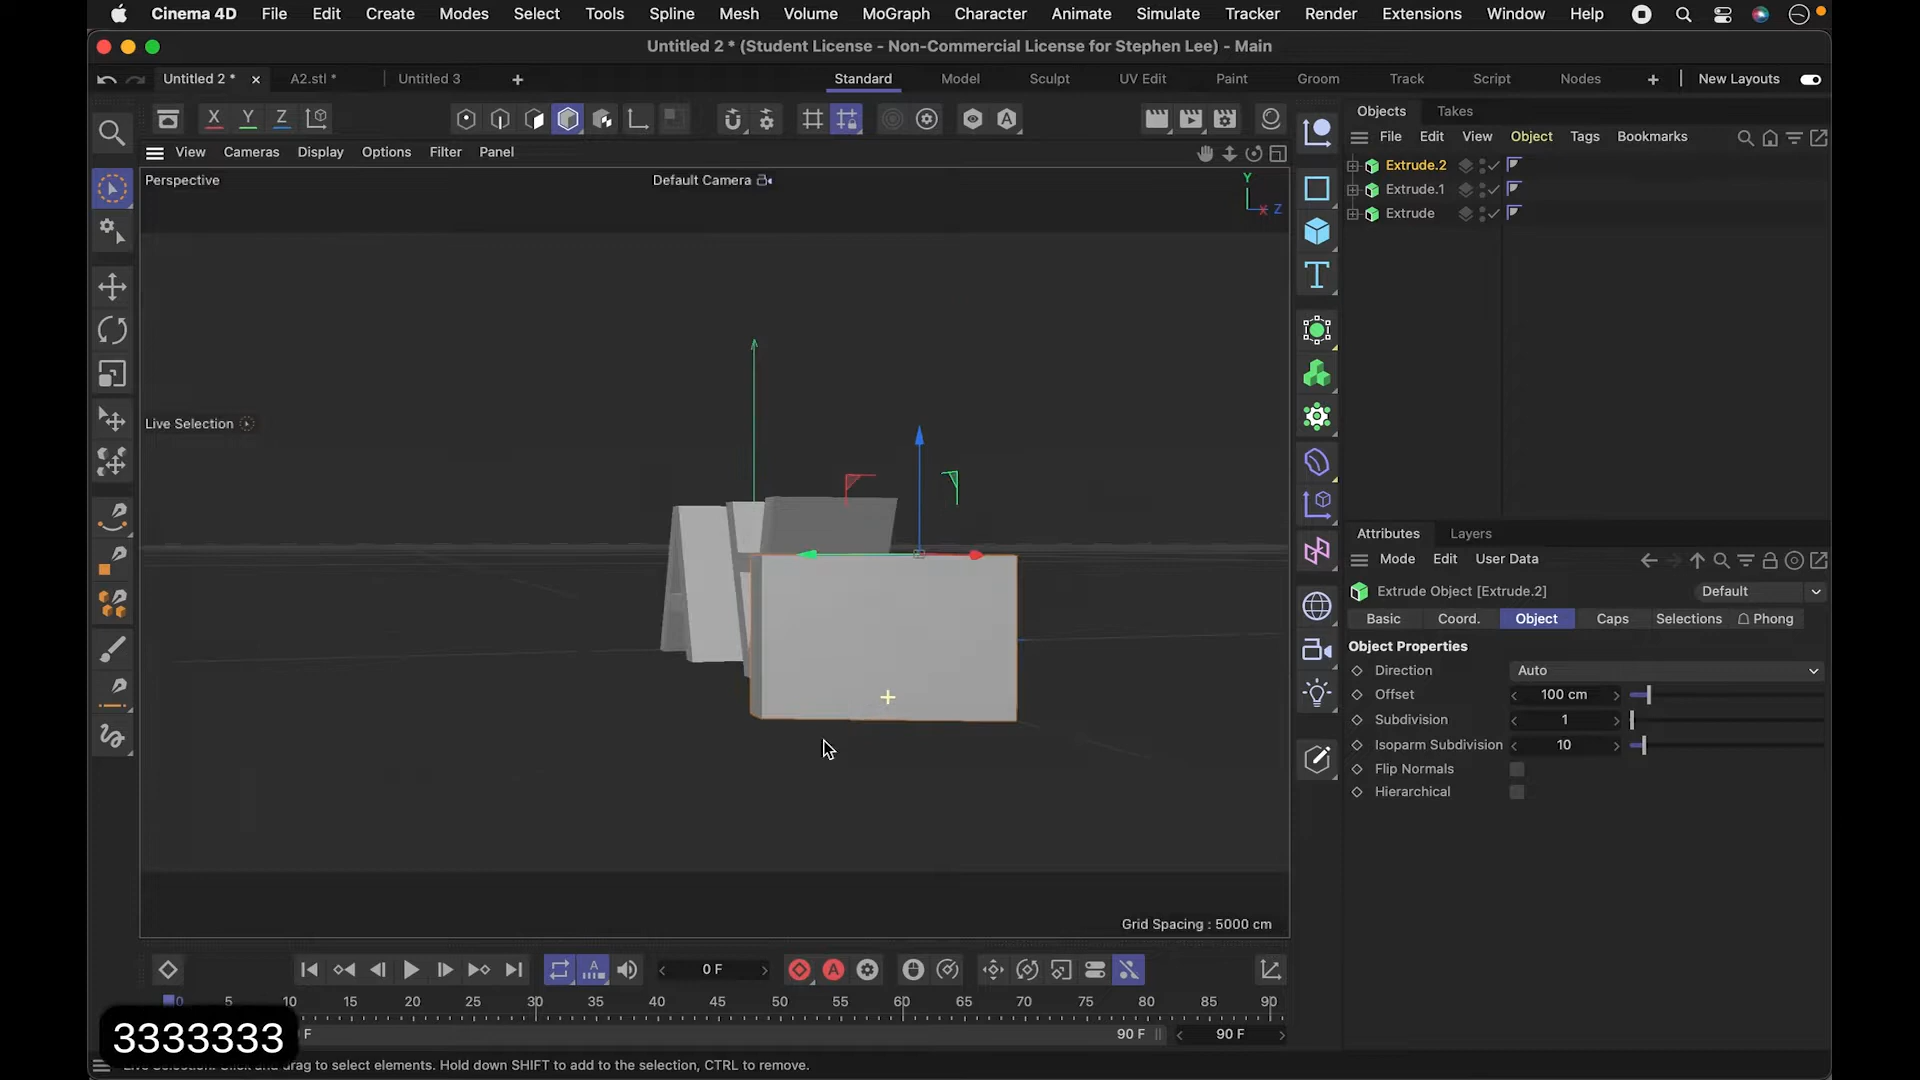 Cinema 4D File Edit Create Modes Select Tools Spline Mesh Volume MoGraph Character Animate Simulate Tracker Render Extensions Window Help
Untitled 2 * (Student License - Non-Commercial License for Stephen Lee) - Main
Untitled 2 * A2.stl * Untitled 3 Standard Model Sculpt UV Edit Paint Groom Track Script Nodes New Layouts
X Y Z A
Objects Takes
File Edit View Object Tags Bookmarks
View Cameras Display Options Filter Panel
Perspective Default Camera
Y
X Z
Live Selection
Extrude.2
Extrude.1
Extrude
Attributes Layers
Mode Edit User Data
Extrude Object [Extrude.2] Default
Basic Coord. Object Caps Selections Phong
Object Properties
Direction Auto
Offset 100 cm
Subdivision 1
Isoparm Subdivision 10
Flip Normals
Hierarchical
Grid Spacing : 5000 cm
0 F
0 5 10 15 20 25 30 35 40 45 50 55 60 65 70 75 80 85 90
3333333 F 90 F 90 F
Live Selection: Click and drag to select elements. Hold down SHIFT to add to the selection, CTRL to remove.